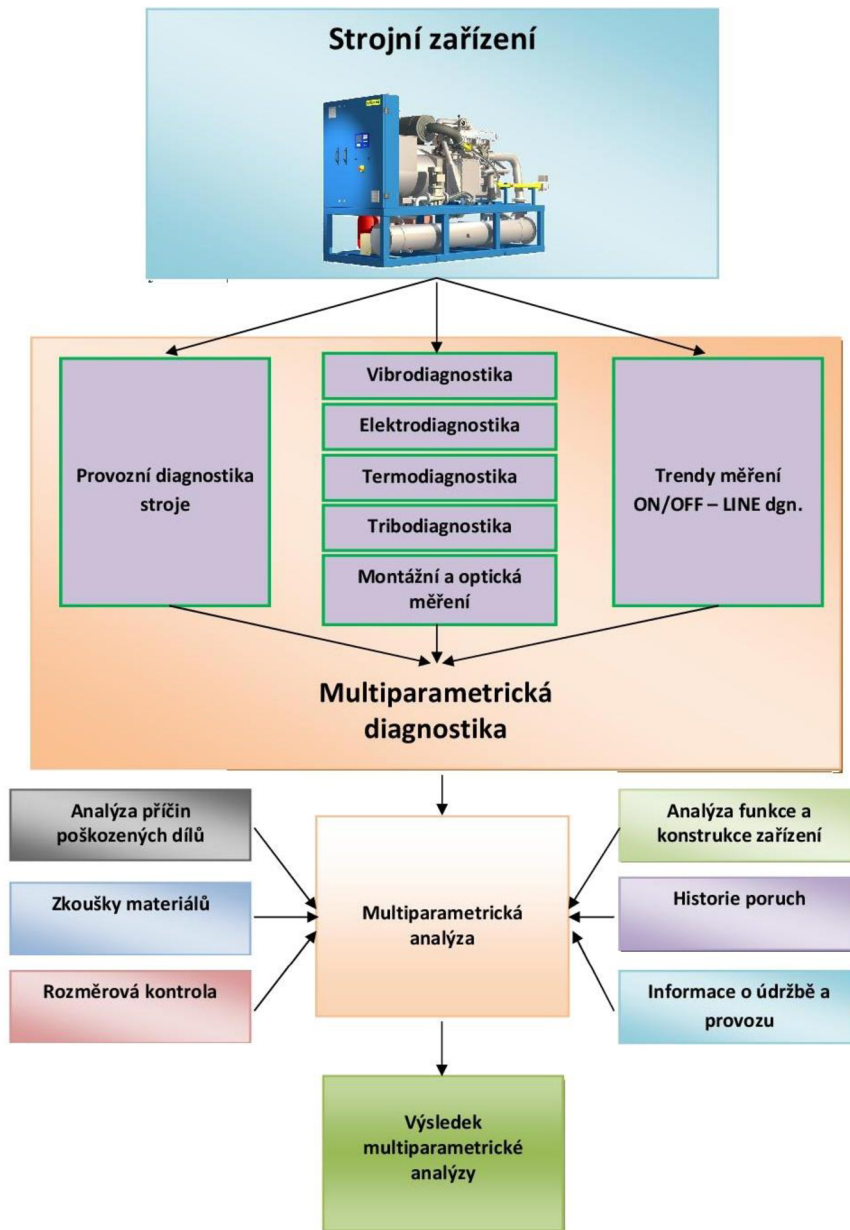 Strojní zařízení
Provozní diagnostika
stroje
Vibrodiagnostika
Elektrodiagnostika
Termodiagnostika
Tribodiagnostika
Montážní a optická
měření
Trendy měření
ON/OFF – LINE dgn.
Multiparametrická
diagnostika
Analýza příčin
poškozených dílů
Zkoušky materiálů
Rozměrová kontrola
Multiparametrická
analýza
Analýza funkce a
konstrukce zařízení
Historie poruch
Informace o údržbě a
provozu
Výsledek
multiparametrické
analýzy